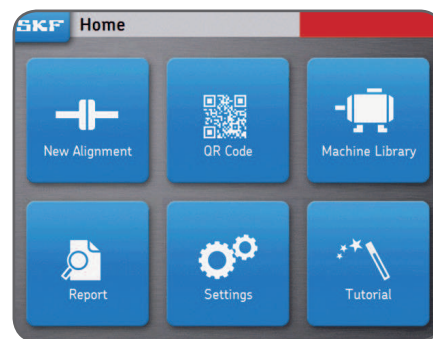 SKF Home
New Alignment QR Code Machine Library
Report Settings Tutorial